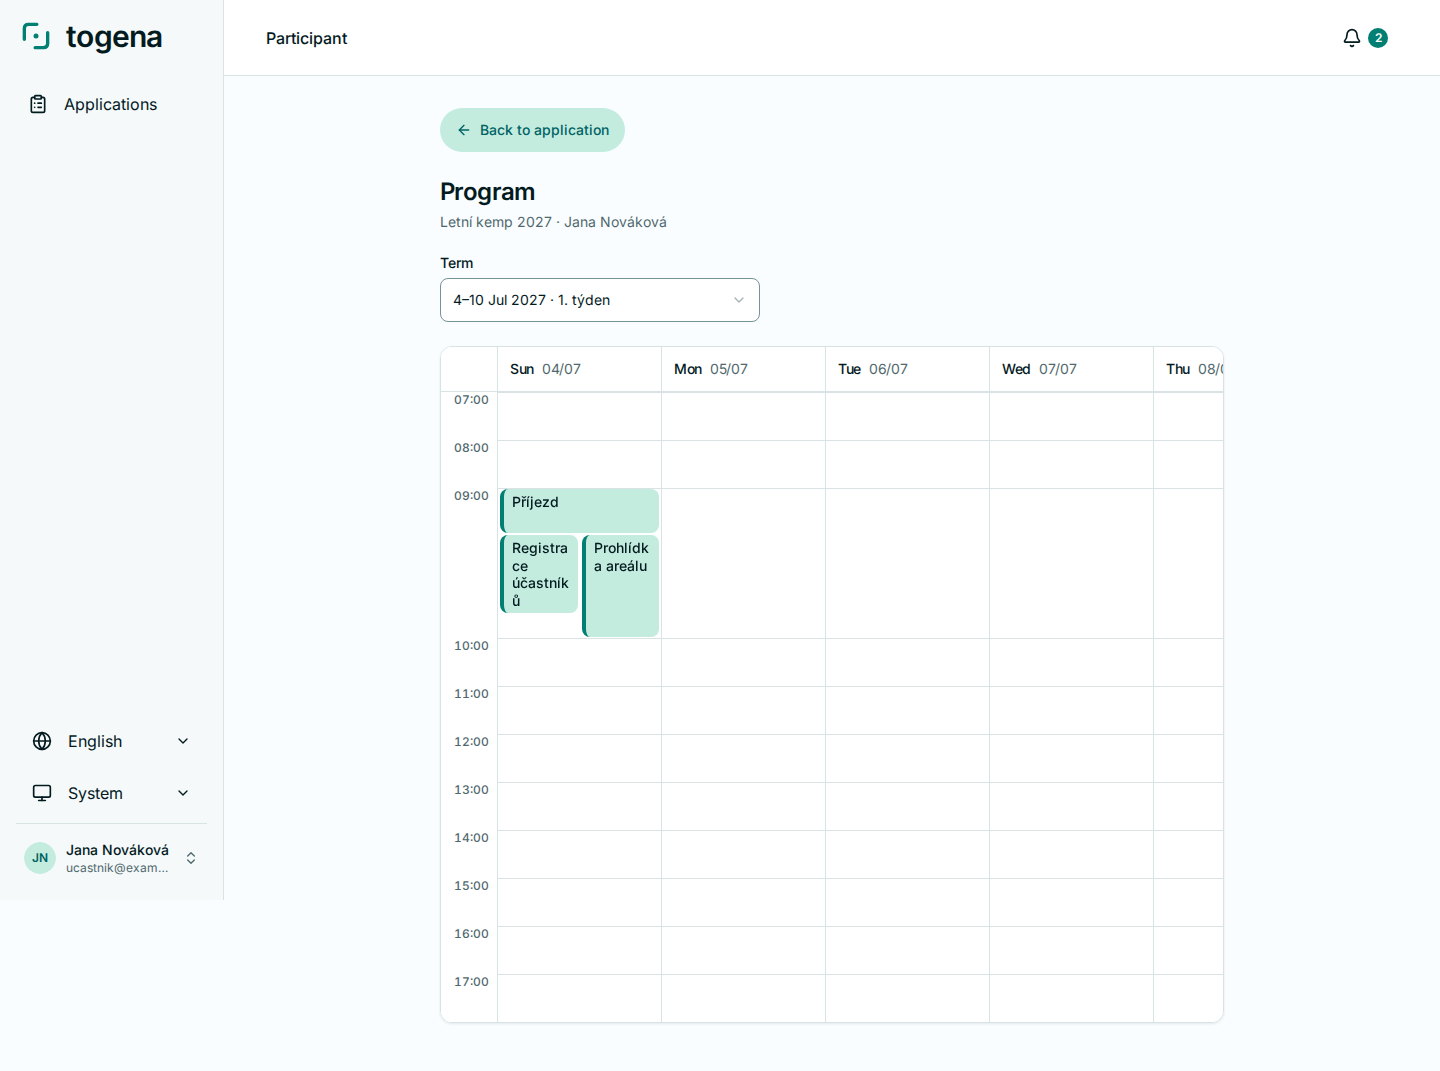 togena
Participant
2
Applications
Back to application
Program
Letní kemp 2027 · Jana Nováková
Term
4–10 Jul 2027 · 1. týden
Sun 04/07
Mon 05/07
Tue 06/07
Wed 07/07
Thu 08/0
07:00
08:00
09:00
Příjezd
Registra
ce
účastník
ů
Prohlídk
a areálu
10:00
11:00
12:00
13:00
14:00
15:00
16:00
17:00
English
System
JN
Jana Nováková
ucastnik@exam...